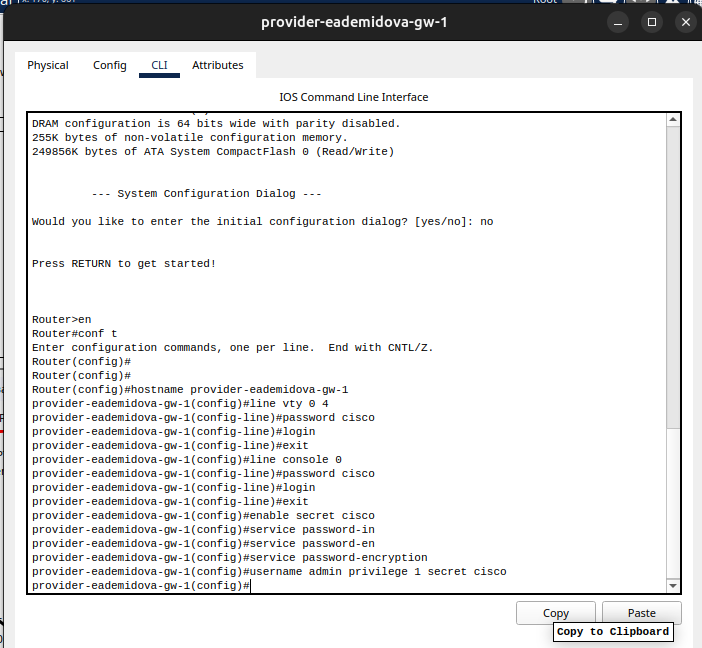 provider-eademidova-gw-1
Physical Config CLI Attributes
IOS Command Line Interface
DRAM configuration is 64 bits wide with parity disabled.
255K bytes of non-volatile configuration memory.
249856K bytes of ATA System CompactFlash 0 (Read/Write)
--- System Configuration Dialog ---
Would you like to enter the initial configuration dialog? [yes/no]: no
Press RETURN to get started!
Router>en
Router#conf t
Enter configuration commands, one per line.  End with CNTL/Z.
Router(config)#
Router(config)#
Router(config)#hostname provider-eademidova-gw-1
provider-eademidova-gw-1(config)#line vty 0 4
provider-eademidova-gw-1(config-line)#password cisco
provider-eademidova-gw-1(config-line)#login
provider-eademidova-gw-1(config-line)#exit
provider-eademidova-gw-1(config)#line console 0
provider-eademidova-gw-1(config-line)#password cisco
provider-eademidova-gw-1(config-line)#login
provider-eademidova-gw-1(config-line)#exit
provider-eademidova-gw-1(config)#enable secret cisco
provider-eademidova-gw-1(config)#service password-in
provider-eademidova-gw-1(config)#service password-en
provider-eademidova-gw-1(config)#service password-encryption
provider-eademidova-gw-1(config)#username admin privilege 1 secret cisco
provider-eademidova-gw-1(config)#
Copy Paste
Copy to Clipboard